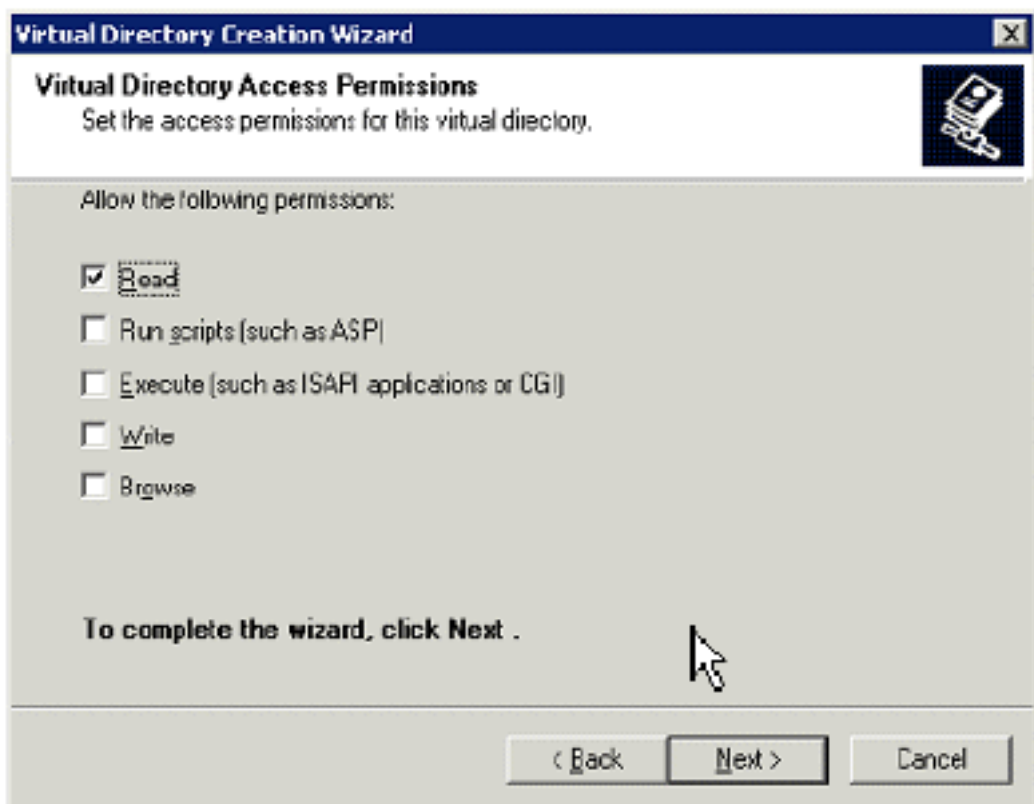 Virtual Directory Creation Wizard
Virtual Directory Access Permissions
Set the access permissions for this virtual directory.
Allow the following permissions:
Read
Run scripts (such as ASP)
Execute (such as ISAPI applications or CGI)
Write
Browse
To complete the wizard, click Next .
< Back
Next >
Cancel